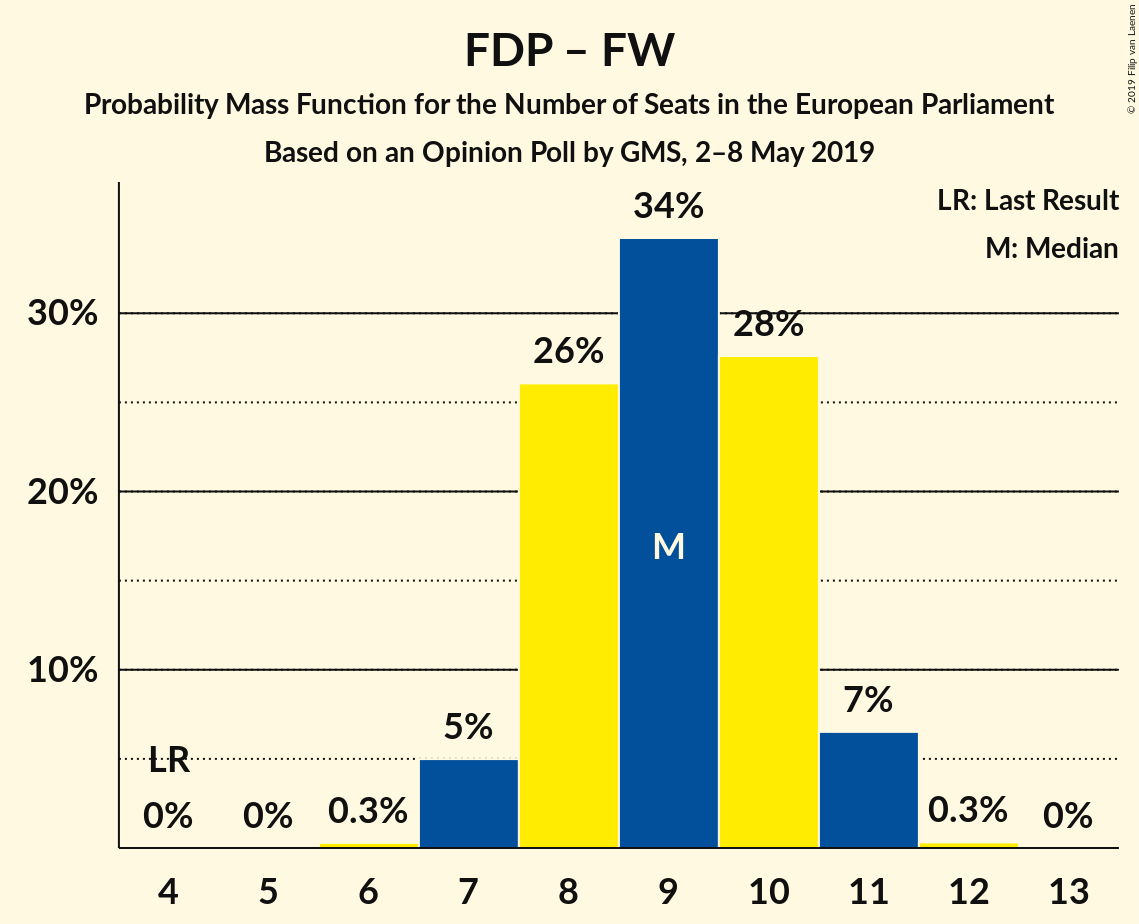 FDP – FW
Probability Mass Function for the Number of Seats in the European Parliament
Based on an Opinion Poll by GMS, 2–8 May 2019
© 2019 Filip van Laenen
LR: Last Result
M: Median
34%
30%
28%
26%
20%
M
10%
7%
5%
LR
0%
0%
0.3%
0.3%
0%
4
5
6
7
8
9
10
11
12
13